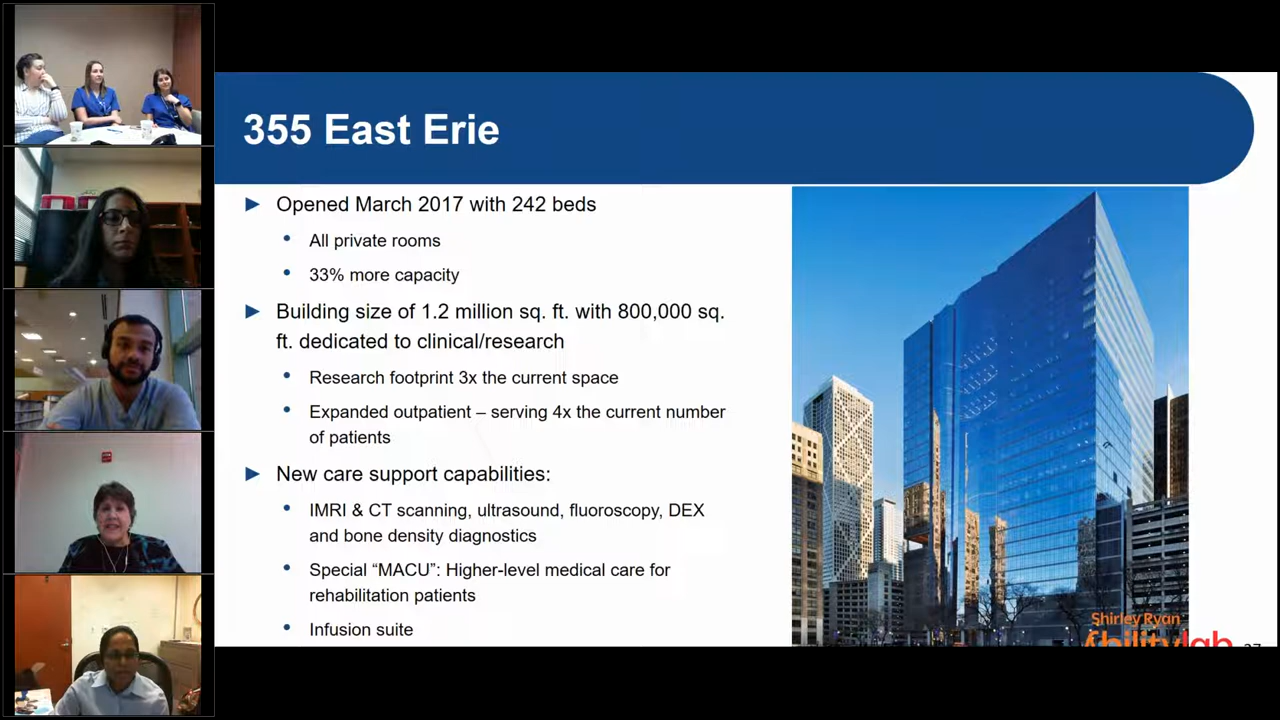 355 East Erie
► Opened March 2017 with 242 beds
• All private rooms
• 33% more capacity
► Building size of 1.2 million sq. ft. with 800,000 sq.
ft. dedicated to clinical/research
• Research footprint 3x the current space
• Expanded outpatient – serving 4x the current number
of patients
► New care support capabilities:
• IMRI & CT scanning, ultrasound, fluoroscopy, DEX
and bone density diagnostics
• Special “MACU”: Higher-level medical care for
rehabilitation patients
• Infusion suite
Shirley Ryan
Abilitylab